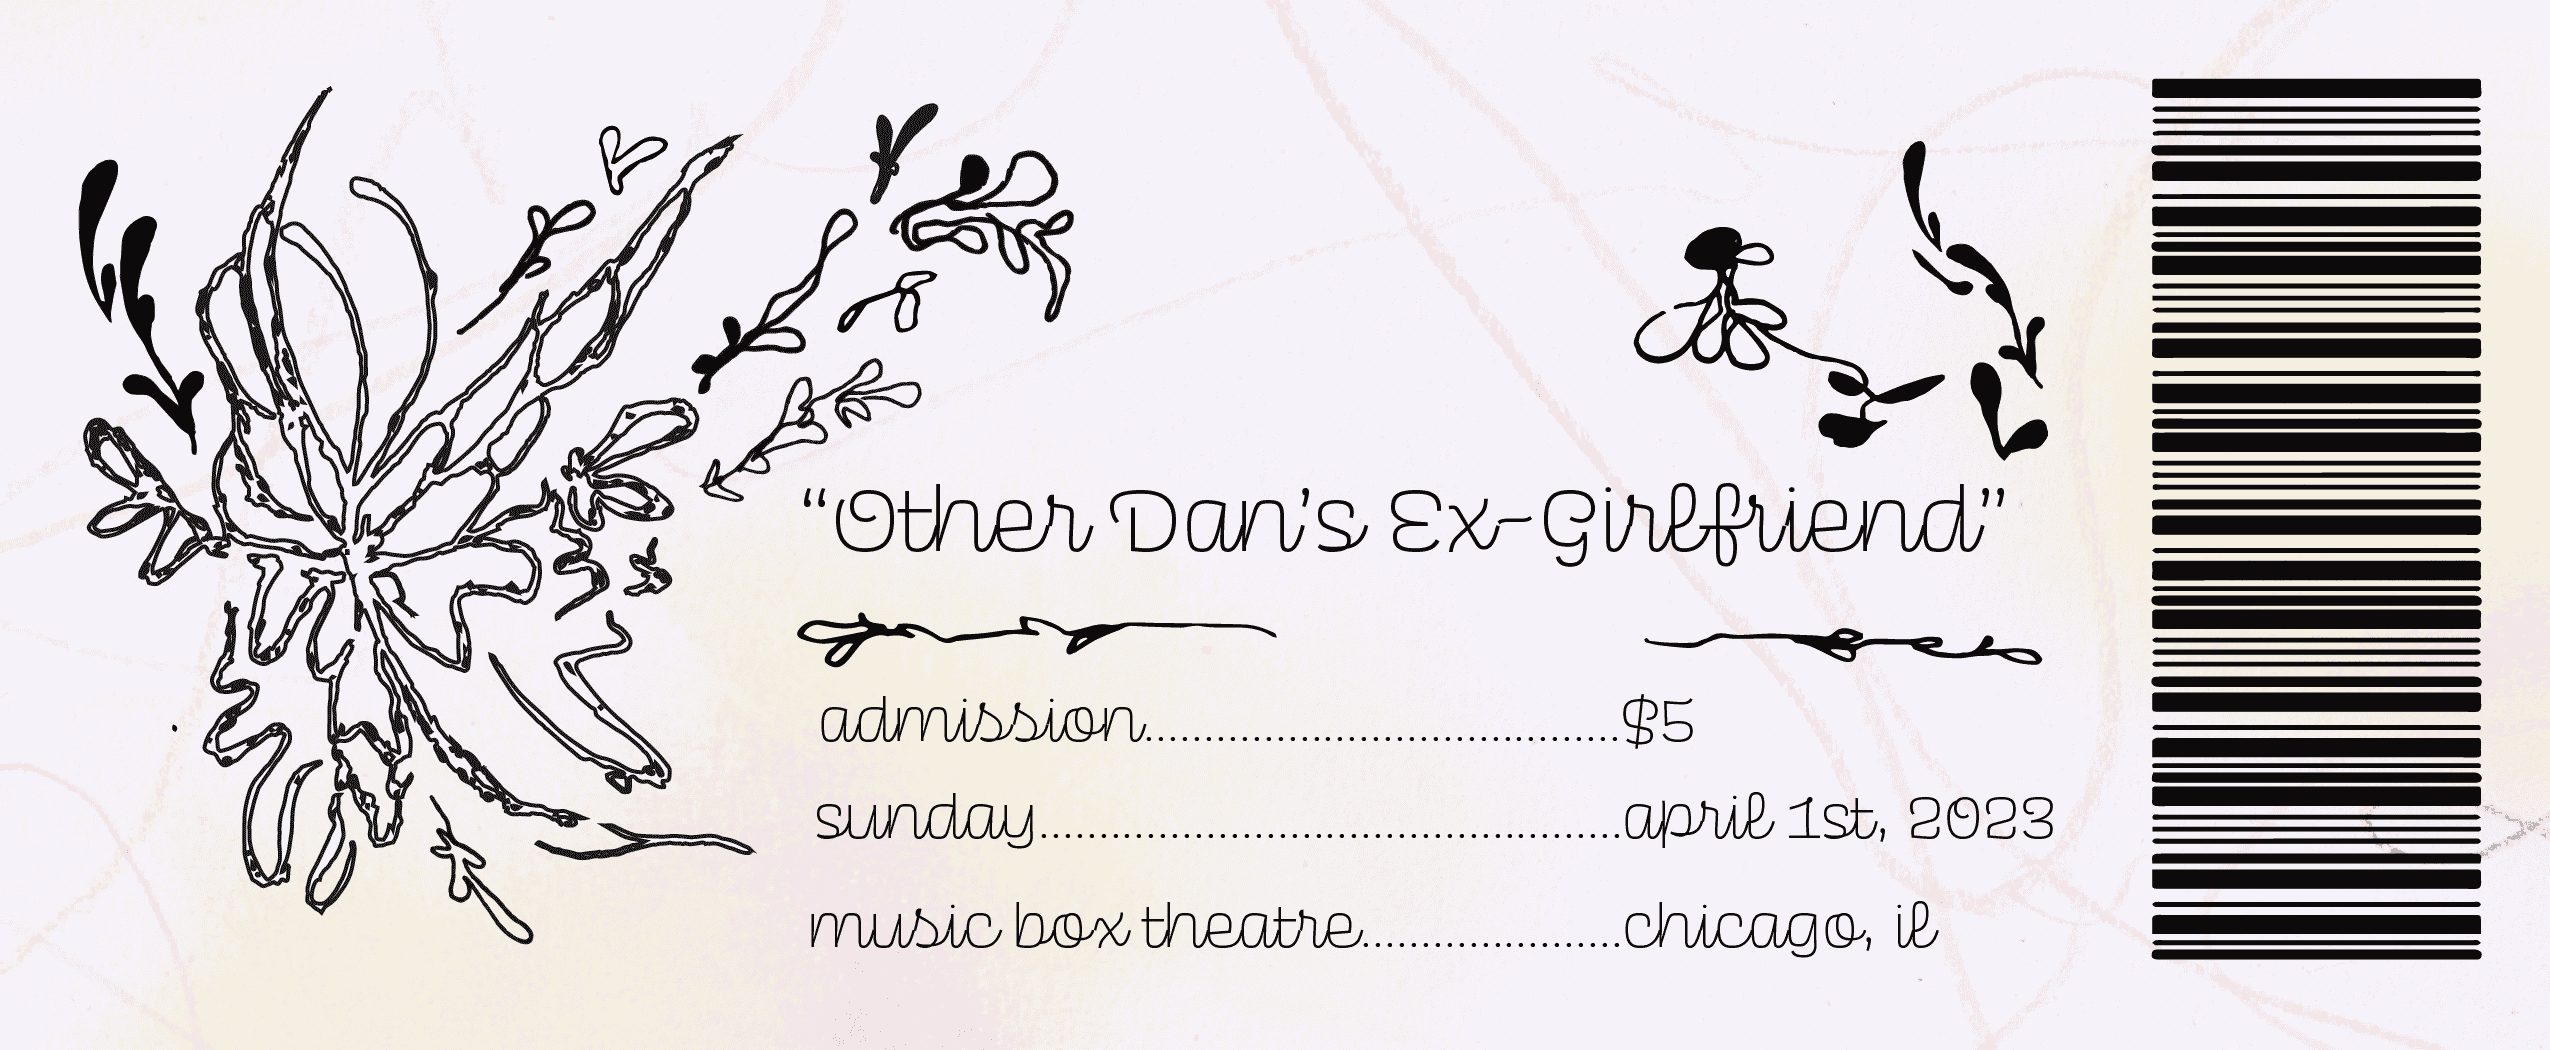 “Other Dan’s Ex-Girlfriend”
admission........................................$5
sunday.................................................april 1st, 2023
music box theatre......................chicago, il